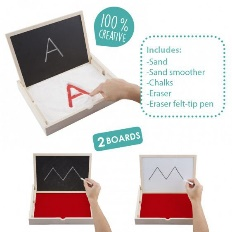 A
100%
CREATIVE
Includes:
-Sand
-Sand smoother
-Chalks
-Eraser
-Eraser felt-tip pen
A
2 BOARDS